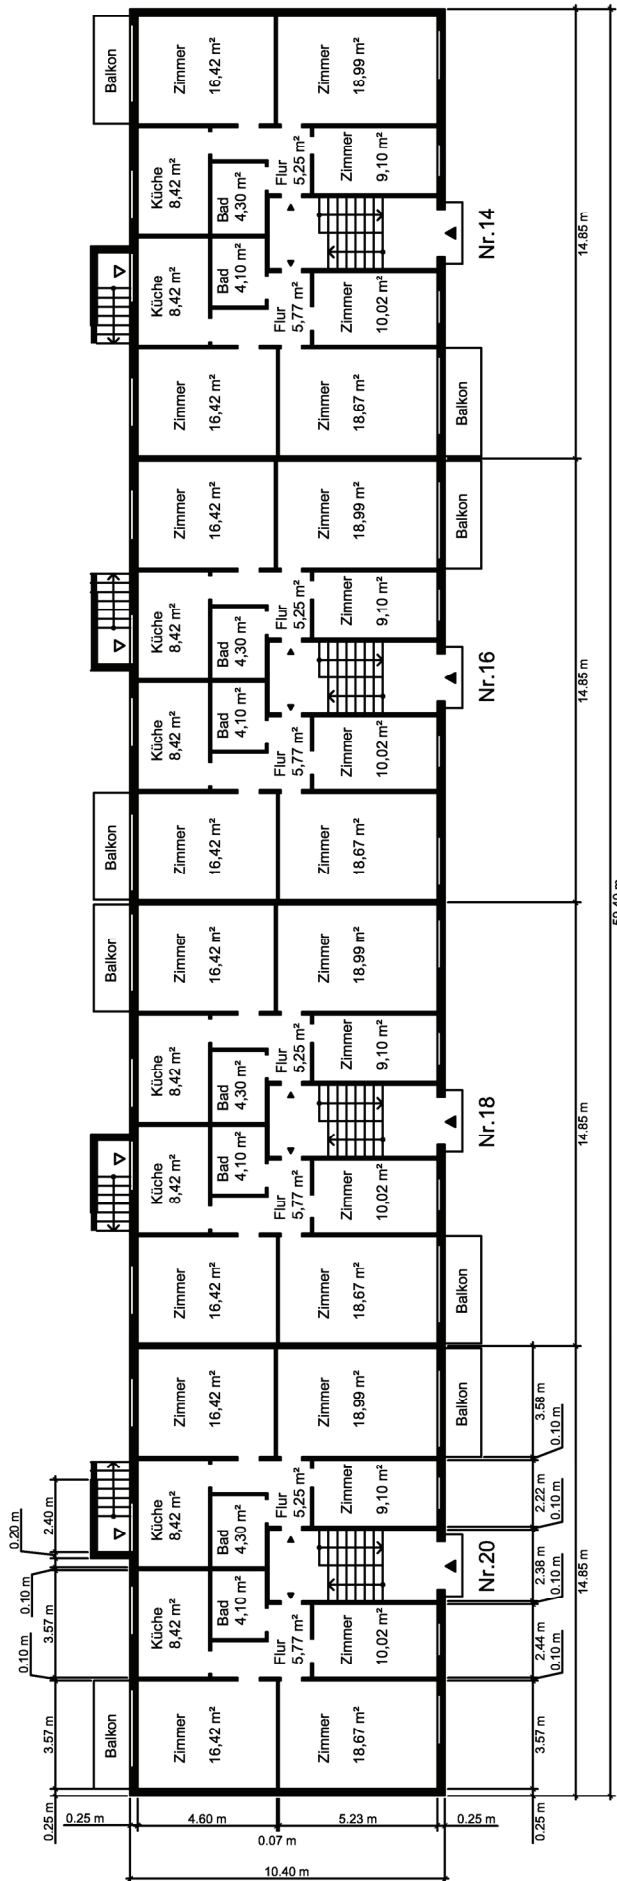 Balkon
Zimmer
16,42 m²
Zimmer
18,99 m²
Küche
8,42 m²
Bad
4,30 m²
Flur
5,25 m²
Zimmer
9,10 m²
Nr.14
14.85 m
Küche
8,42 m²
Bad
4,10 m²
Flur
5,77 m²
Zimmer
10,02 m²
Zimmer
16,42 m²
Zimmer
18,67 m²
Balkon
Zimmer
16,42 m²
Zimmer
18,99 m²
Balkon
Küche
8,42 m²
Bad
4,30 m²
Flur
5,25 m²
Zimmer
9,10 m²
Nr.16
14.85 m
Küche
8,42 m²
Bad
4,10 m²
Flur
5,77 m²
Zimmer
10,02 m²
Balkon
Zimmer
16,42 m²
Zimmer
18,67 m²
Balkor
Zimmer
16,42 m²
Zimmer
18,99 m²
Küche
8,42 m²
Bad
4,30 m²
Flur
5,25 m²
Zimmer
9,10 m²
Nr.18
14.85 m
Küche
8,42 m²
Bad
4,10 m²
Flur
5,77 m²
Zimmer
10,02 m²
Zimmer
16,42 m²
Zimmer
18,67 m²
Balkon
Zimmer
16,42 m²
Zimmer
18,99 m²
Balkon
3.58 m
0.10 m
0.20 m
2.40 m
Küche
8,42 m²
Bad
4,30 m²
Flur
5,25 m²
Zimmer
9,10 m²
2.22 m
0.10 m
Nr.20
2.38 m
0.10 m
14.85 m
0.10 m
3.57 m
0.10 m
Küche
8,42 m²
Bad
4,10 m²
Flur
5,77 m²
Zimmer
10,02 m²
2.44 m
0.10 m
3.57 m
Balkon
Zimmer
16,42 m²
Zimmer
18,67 m²
3.57 m
0.25 m
0.25 m
0.25 m
4.60 m
5.23 m
0.25 m
0.07 m
10.40 m